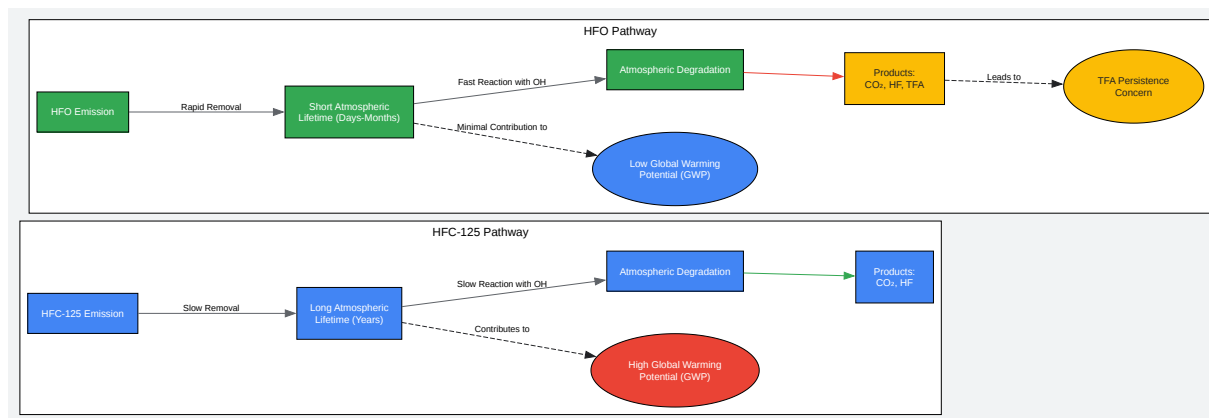 HFO Pathway
HFO Emission
Rapid Removal
Short Atmospheric
Lifetime (Days-Months)
Fast Reaction with OH
Atmospheric Degradation
Products:
CO₂, HF, TFA
Leads to
TFA Persistence
Concern
Minimal Contribution to
Low Global Warming
Potential (GWP)
HFC-125 Pathway
HFC-125 Emission
Slow Removal
Long Atmospheric
Lifetime (Years)
Slow Reaction with OH
Atmospheric Degradation
Products:
CO₂, HF
Contributes to
High Global Warming
Potential (GWP)